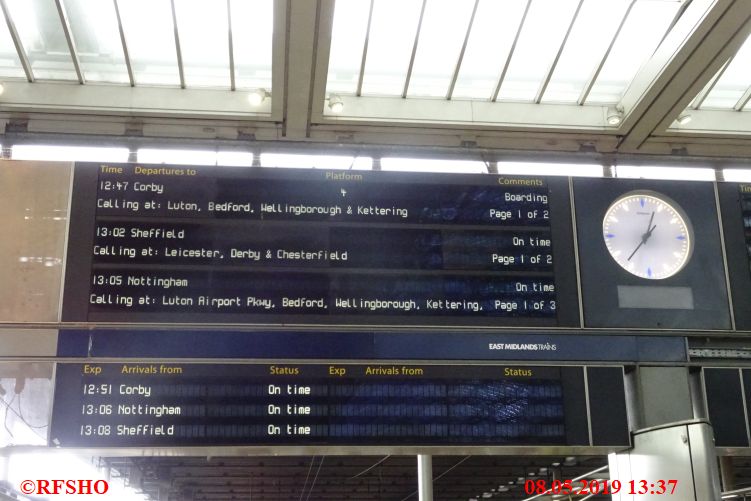 Time Departures to Platform Comments
12:47 Corby 4 Boarding
Calling at: Luton, Bedford, Wellingborough & Kettering Page 1 of 2
13:02 Sheffield On time
Calling at: Leicester, Derby & Chesterfield Page 1 of 2
13:05 Nottingham On time
Calling at: Luton Airport Pkwy, Bedford, Wellingborough, Kettering, Page 1 of 3
EAST MIDLANDS TRAINS
Exp Arrivals from Status Exp Arrivals from Status
12:51 Corby On time
13:06 Nottingham On time
13:08 Sheffield On time
©RFSHO 08.05.2019 13:37